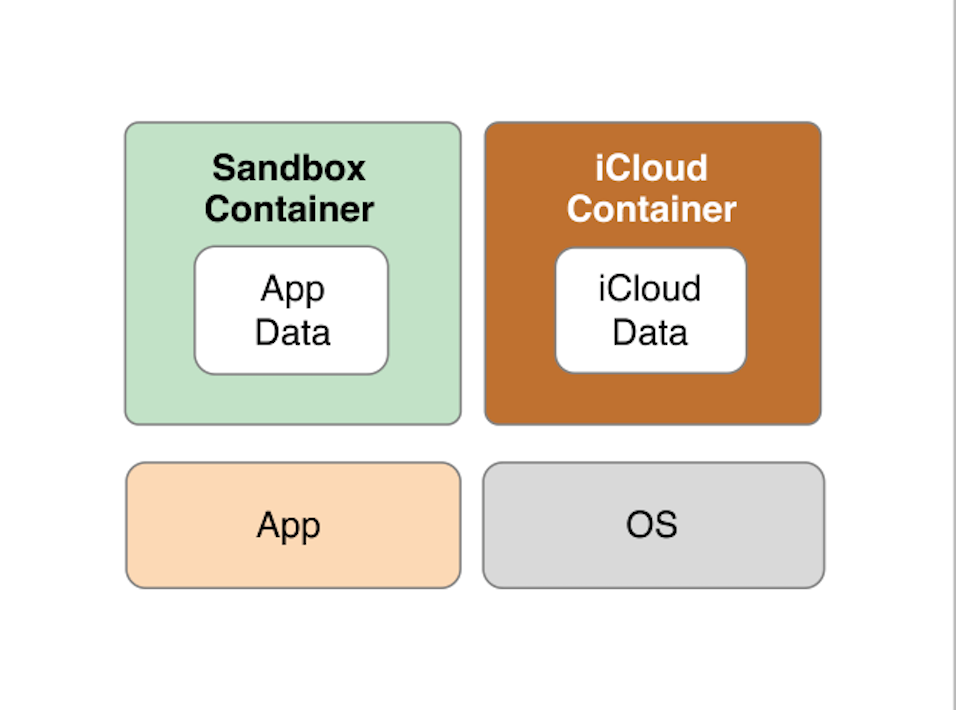 Sandbox
Container
App
Data
iCloud
Container
iCloud
Data
App
OS